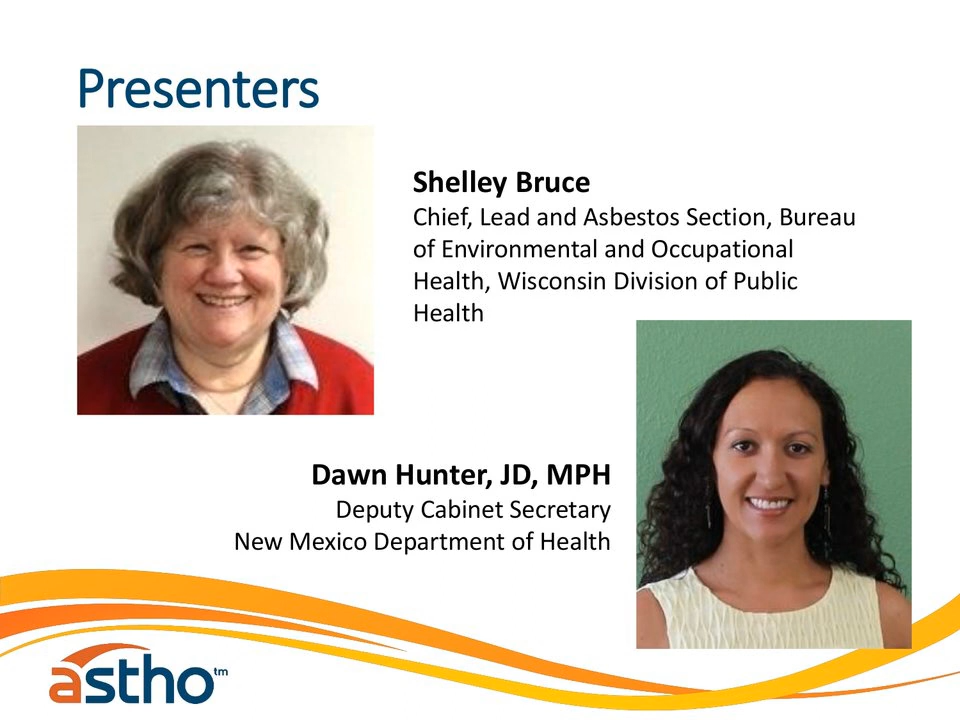 Presenters
Shelley Bruce
Chief, Lead and Asbestos Section, Bureau
of Environmental and Occupational
Health, Wisconsin Division of Public
Health
Dawn Hunter, JD, MPH
Deputy Cabinet Secretary
New Mexico Department of Health
astho™